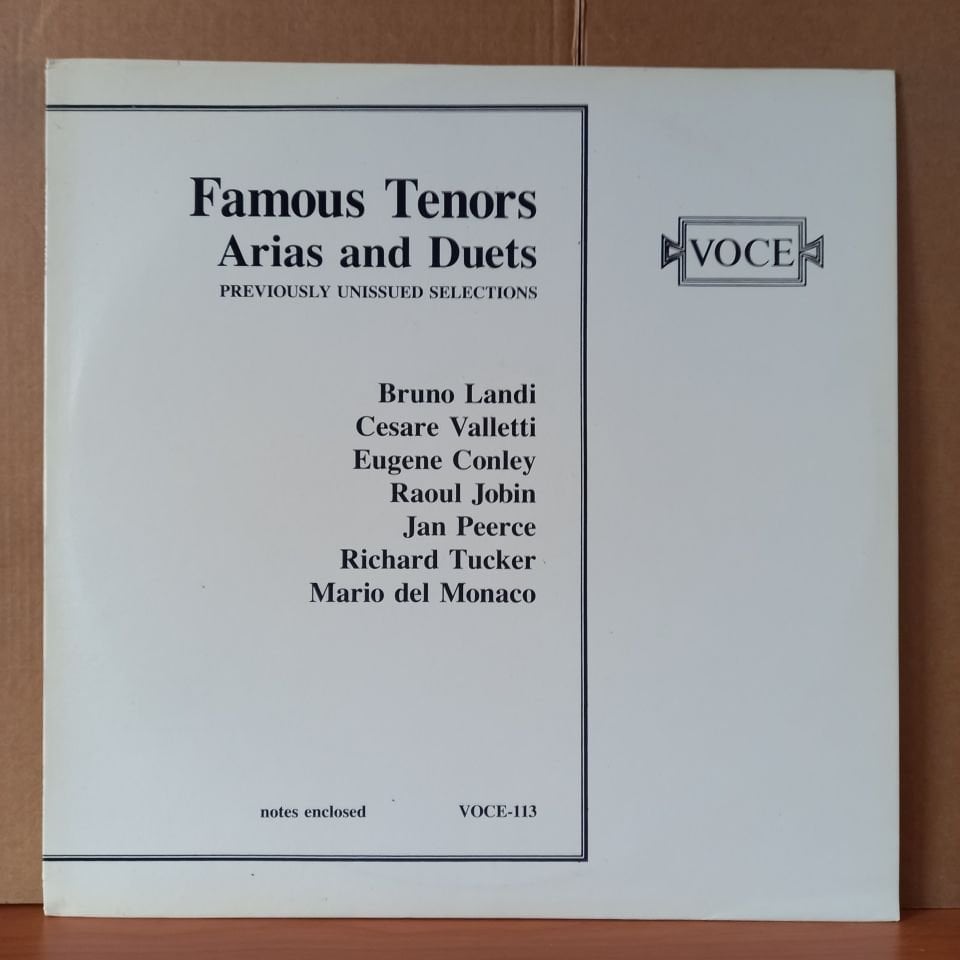 Famous Tenors
Arias and Duets
PREVIOUSLY UNISSUED SELECTIONS
VOCE
Bruno Landi
Cesare Valletti
Eugene Conley
Raoul Jobin
Jan Peerce
Richard Tucker
Mario del Monaco
notes enclosed VOCE-113